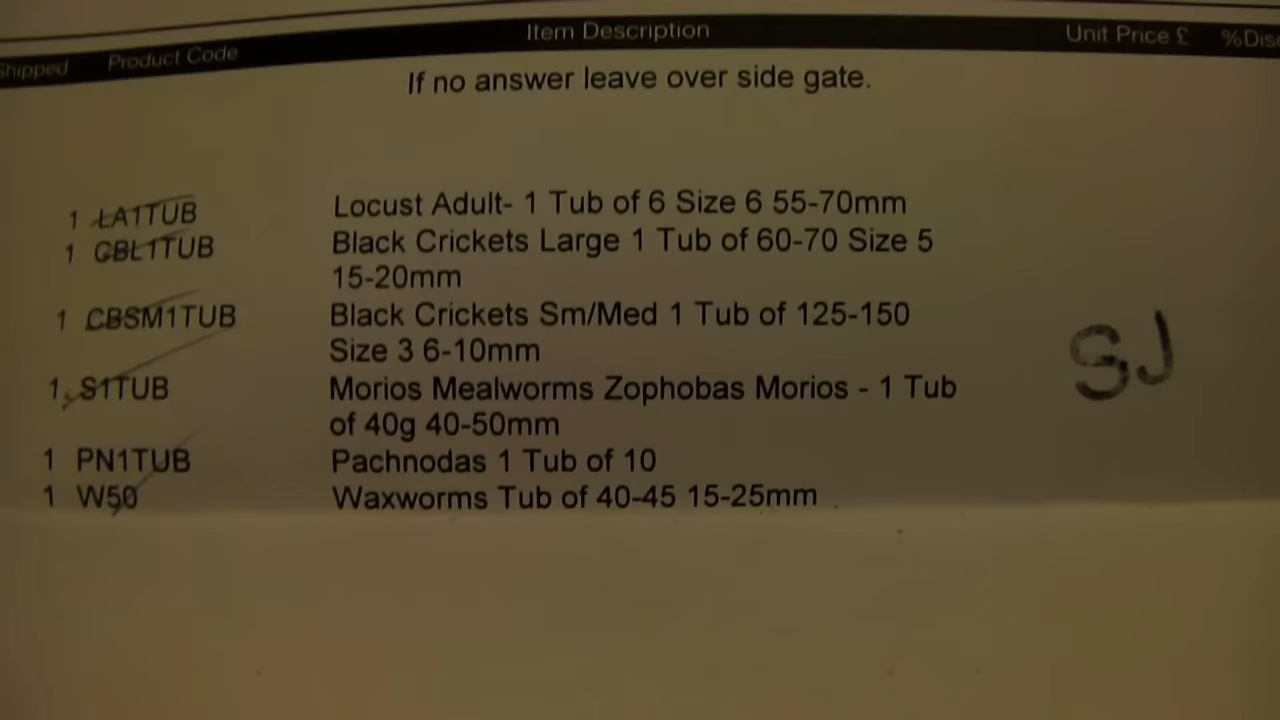 Shipped Product Code Item Description Unit Price £ %Disc
If no answer leave over side gate.
1 LA1TUB Locust Adult- 1 Tub of 6 Size 6 55-70mm
1 CBL1TUB Black Crickets Large 1 Tub of 60-70 Size 5
15-20mm
1 CBSM1TUB Black Crickets Sm/Med 1 Tub of 125-150
Size 3 6-10mm
1 S1TUB Morios Mealworms Zophobas Morios - 1 Tub
of 40g 40-50mm
1 PN1TUB Pachnodas 1 Tub of 10
1 W50 Waxworms Tub of 40-45 15-25mm
SJ